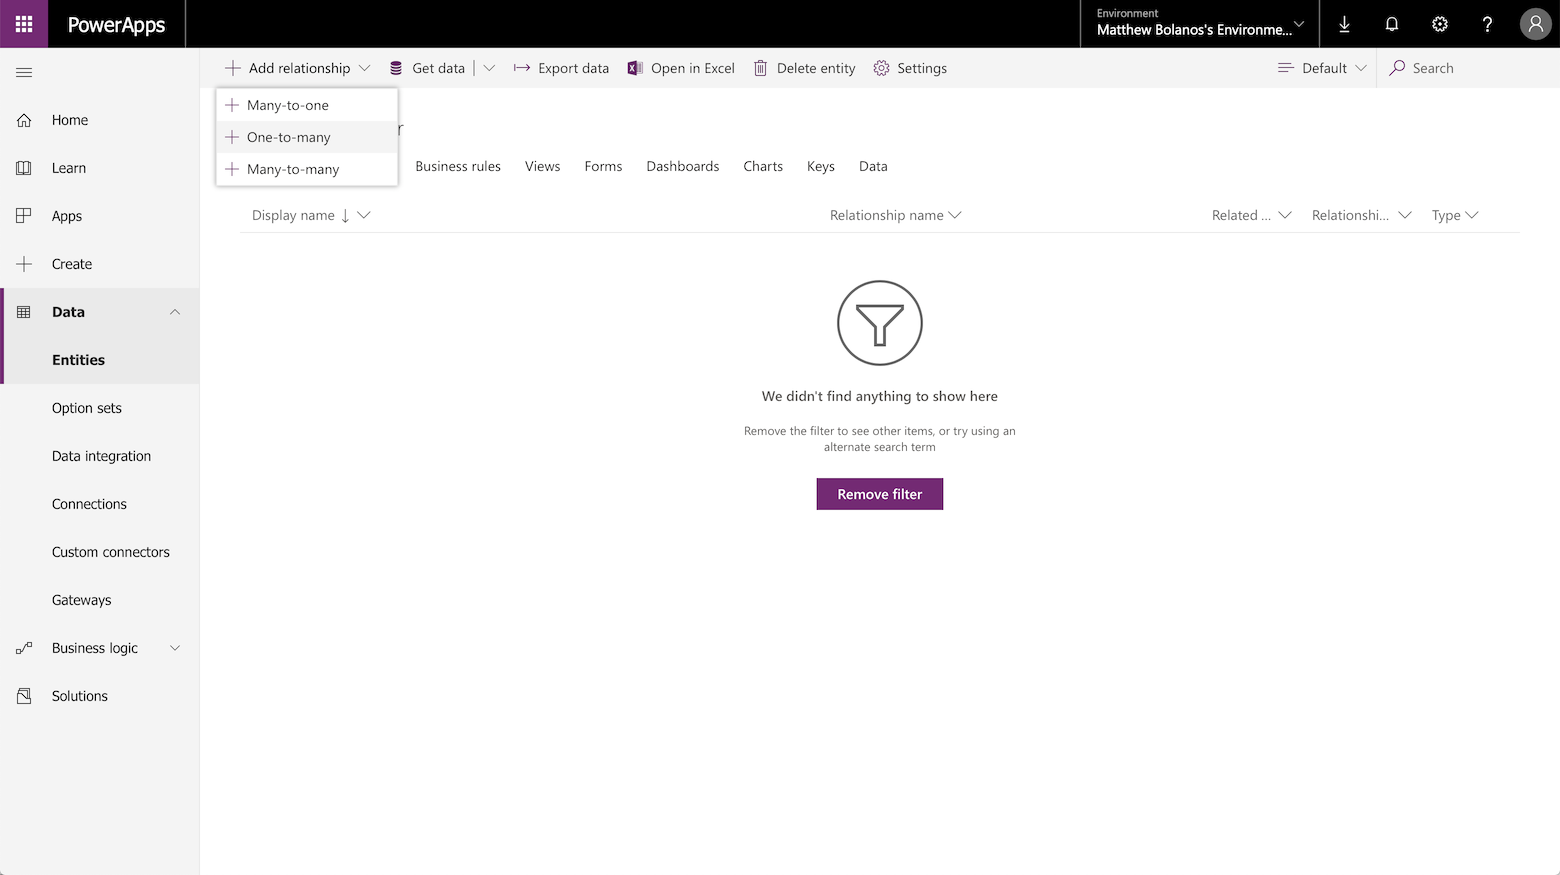 PowerApps
Environment
Matthew Bolanos's Environme...
Add relationship
Get data
Export data
Open in Excel
Delete entity
Settings
Default
Search
Many-to-one
One-to-many
Many-to-many
r
Business rules
Views
Forms
Dashboards
Charts
Keys
Data
Display name
Relationship name
Related ...
Relationshi...
Type
We didn't find anything to show here
Remove the filter to see other items, or try using an
alternate search term
Remove filter
Home
Learn
Apps
Create
Data
Entities
Option sets
Data integration
Connections
Custom connectors
Gateways
Business logic
Solutions